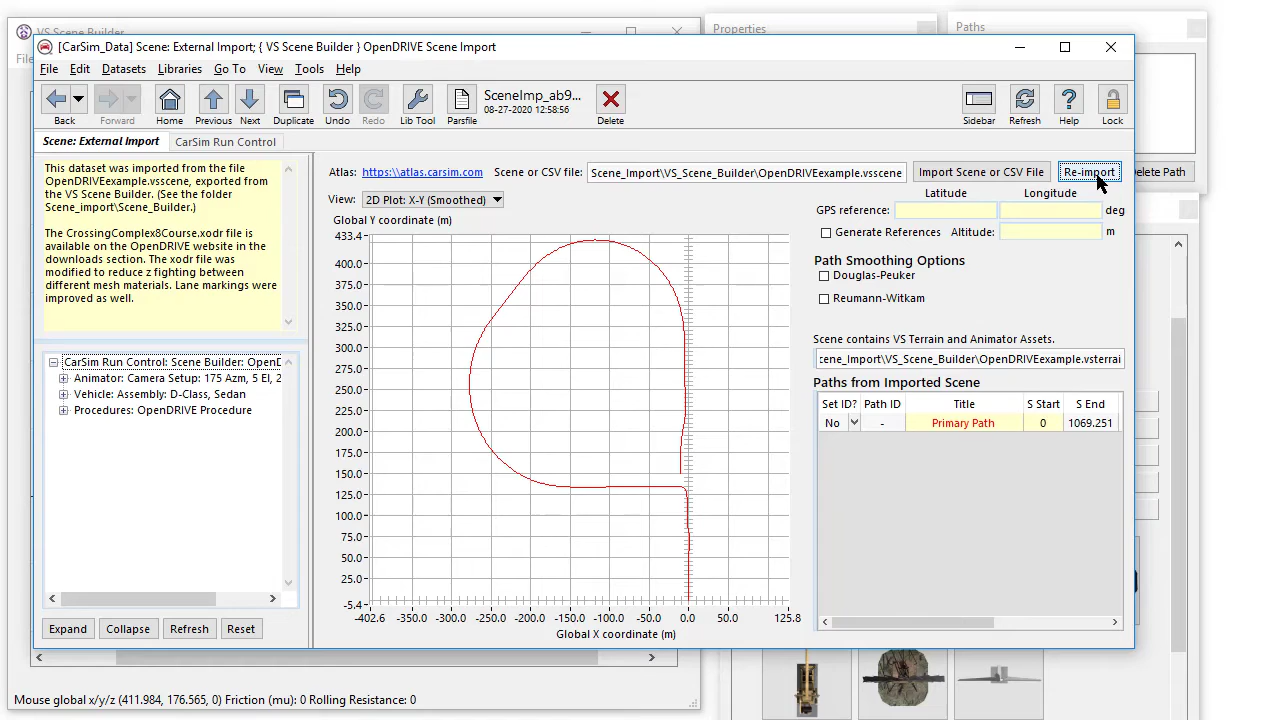 VS Scene Builder
Properties
Paths
[CarSim_Data] Scene: External Import; { VS Scene Builder } OpenDRIVE Scene Import
File Edit Datasets Libraries Go To View Tools Help
SceneImp_ab9...
08-27-2020 12:58:56
Back Forward Home Previous Next Duplicate Undo Redo Lib Tool Parsfile Delete Sidebar Refresh Help Lock
Scene: External Import CarSim Run Control
This dataset was imported from the file
OpenDRIVEexample.vsscene, exported from
the VS Scene Builder. (See the folder
Scene_import\Scene_Builder.)
The CrossingComplex8Course.xodr file is
available on the OpenDRIVE website in the
downloads section. The xodr file was
modified to reduce z fighting between
different mesh materials. Lane markings were
improved as well.
CarSim Run Control: Scene Builder: OpenD
Animator: Camera Setup: 175 Azm, 5 El, 2
Vehicle: Assembly: D-Class, Sedan
Procedures: OpenDRIVE Procedure
Expand Collapse Refresh Reset
Atlas: https://atlas.carsim.com Scene or CSV file: Scene_Import\VS_Scene_Builder\OpenDRIVEexample.vsscene Import Scene or CSV File Re-import
elete Path
View: 2D Plot: X-Y (Smoothed)
Global Y coordinate (m)
433.4
400.0
375.0
350.0
325.0
300.0
275.0
250.0
225.0
200.0
175.0
150.0
125.0
100.0
75.0
50.0
25.0
-5.4
-402.6 -350.0 -300.0 -250.0 -200.0 -150.0 -100.0 -50.0 0.0 50.0 125.8
Global X coordinate (m)
Latitude Longitude
GPS reference: deg
Generate References Altitude: m
Path Smoothing Options
Douglas-Peuker
Reumann-Witkam
Scene contains VS Terrain and Animator Assets.
cene_Import\VS_Scene_Builder\OpenDRIVEexample.vsterrai
Paths from Imported Scene
Set ID? Path ID Title S Start S End
No - Primary Path 0 1069.251
Mouse global x/y/z (411.984, 176.565, 0) Friction (mu): 0 Rolling Resistance: 0